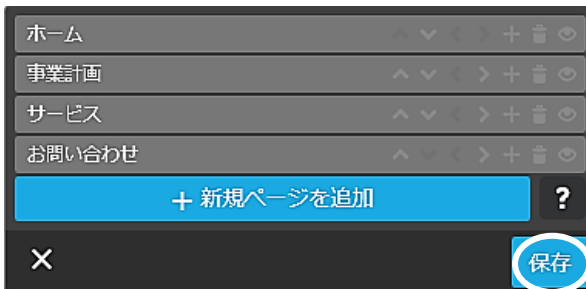 ホーム
事業計画
サービス
お問い合わせ
+ 新規ページを追加 ?
× 保存